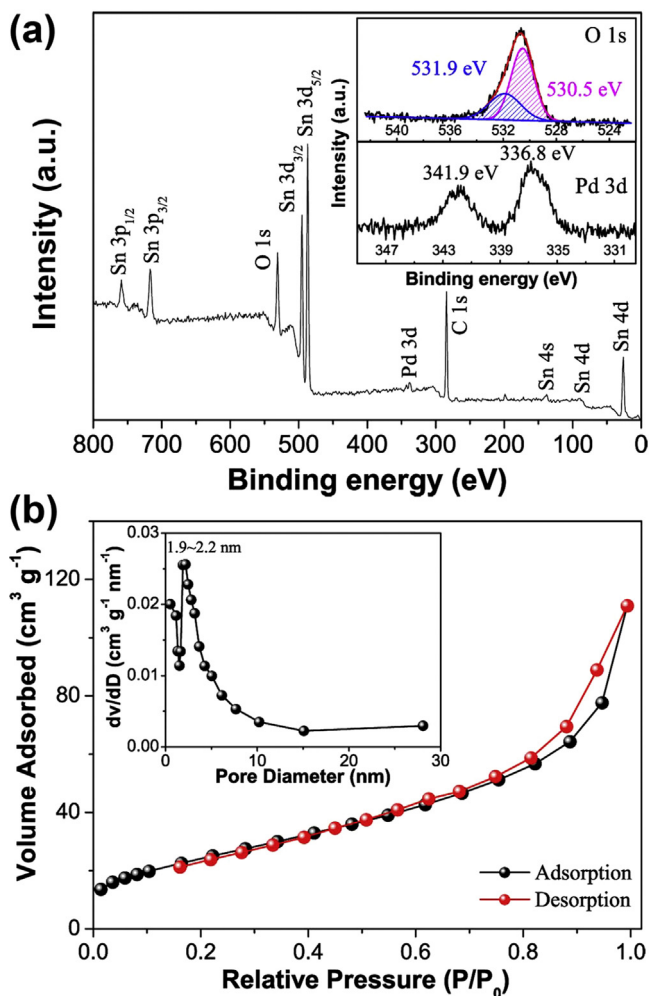 (a)
Intensity (a.u.)
Sn 3p1/2
Sn 3p3/2
O 1s
Sn 3d3/2
Sn 3d5/2
Pd 3d
C 1s
Sn 4s
Sn 4d
Sn 4d
800 700 600 500 400 300 200 100 0
Binding energy (eV)
Intensity (a.u.)
O 1s
531.9 eV
530.5 eV
540 536 532 528 524
336.8 eV
341.9 eV
Pd 3d
347 343 339 335 331
Binding energy (eV)
(b)
Volume Adsorbed (cm³ g⁻¹)
120
80
40
0
0.0 0.2 0.4 0.6 0.8 1.0
Relative Pressure (P/P₀)
dv/dD (cm³ g⁻¹ nm⁻¹)
0.03
0.02
0.01
0.00
1.9~2.2 nm
0 10 20 30
Pore Diameter (nm)
Adsorption
Desorption